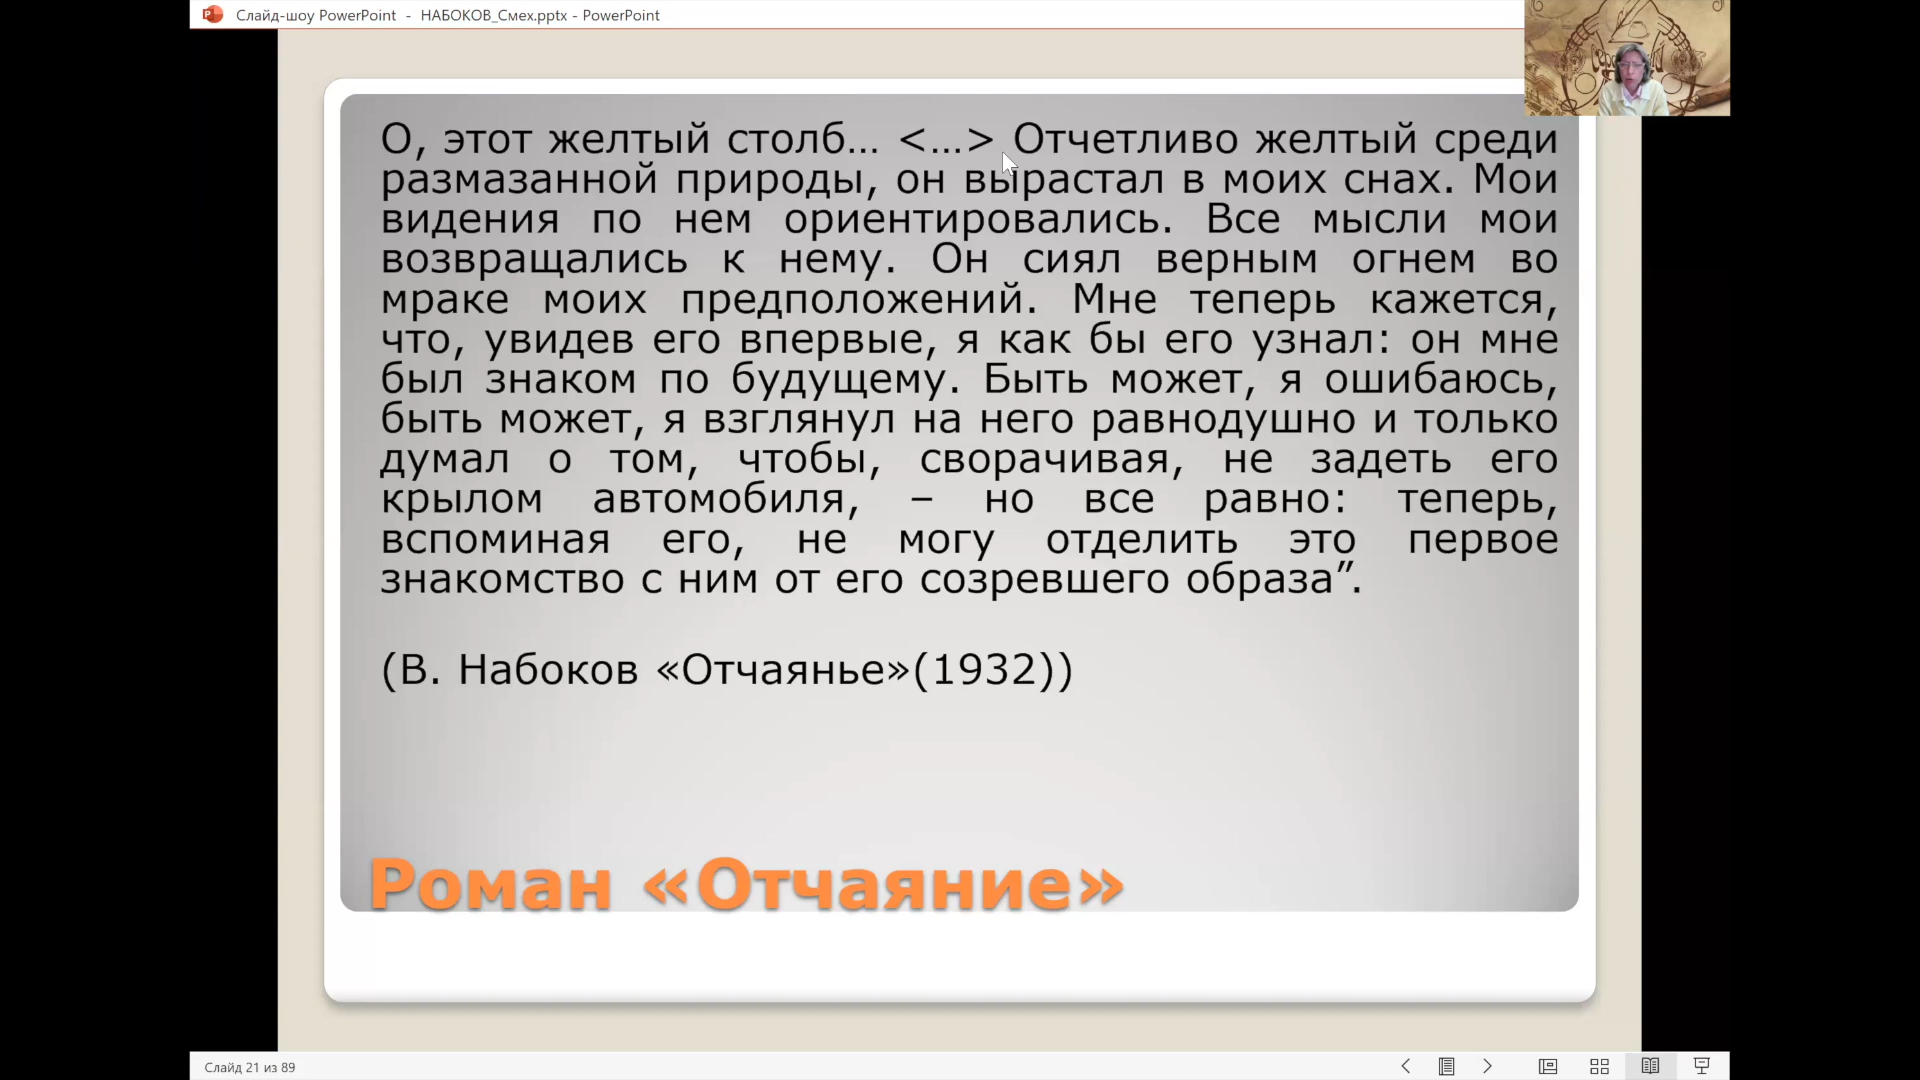 Слайд-шоу PowerPoint - НАБОКОВ_Смех.pptx - PowerPoint
О, этот желтый столб… <…> Отчетливо желтый среди
размазанной природы, он вырастал в моих снах. Мои
видения по нем ориентировались. Все мысли мои
возвращались к нему. Он сиял верным огнем во
мраке моих предположений. Мне теперь кажется,
что, увидев его впервые, я как бы его узнал: он мне
был знаком по будущему. Быть может, я ошибаюсь,
быть может, я взглянул на него равнодушно и только
думал о том, чтобы, сворачивая, не задеть его
крылом автомобиля, – но все равно: теперь,
вспоминая его, не могу отделить это первое
знакомство с ним от его созревшего образа”.
(В. Набоков «Отчаянье»(1932))
Роман «Отчаяние»
Слайд 21 из 89